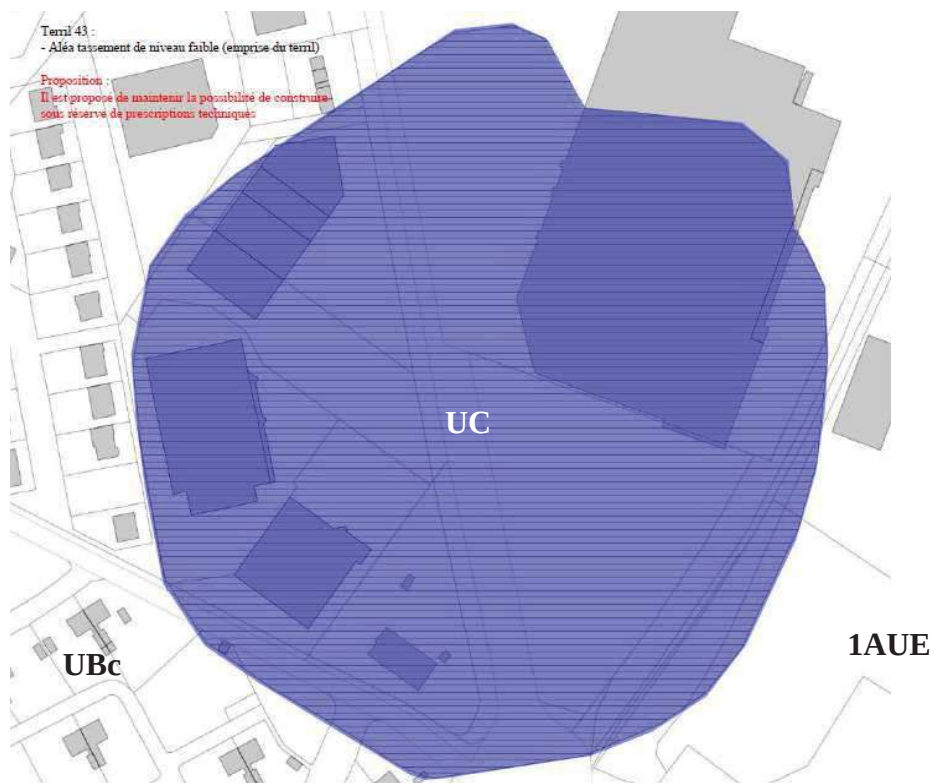 Terril 43 :
- Aléa tassement de niveau faible (emprise du terril)
Proposition :
Il est proposé de maintenir la possibilité de construire
sous réserve de prescriptions techniques
UC
UBc
1AUE